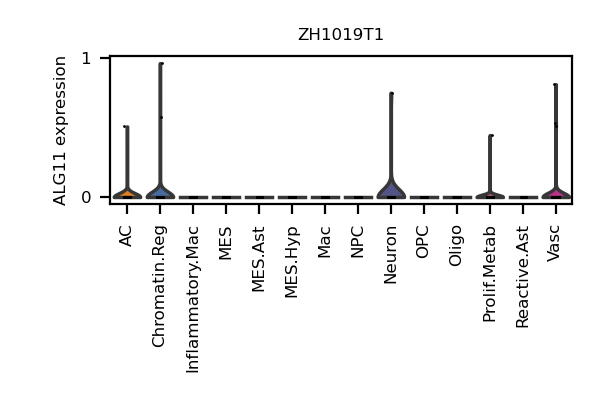 ZH1019T1
ALG11 expression
1
0
AC
Chromatin.Reg
Inflammatory.Mac
MES
MES.Ast
MES.Hyp
Mac
NPC
Neuron
OPC
Oligo
Prolif.Metab
Reactive.Ast
Vasc